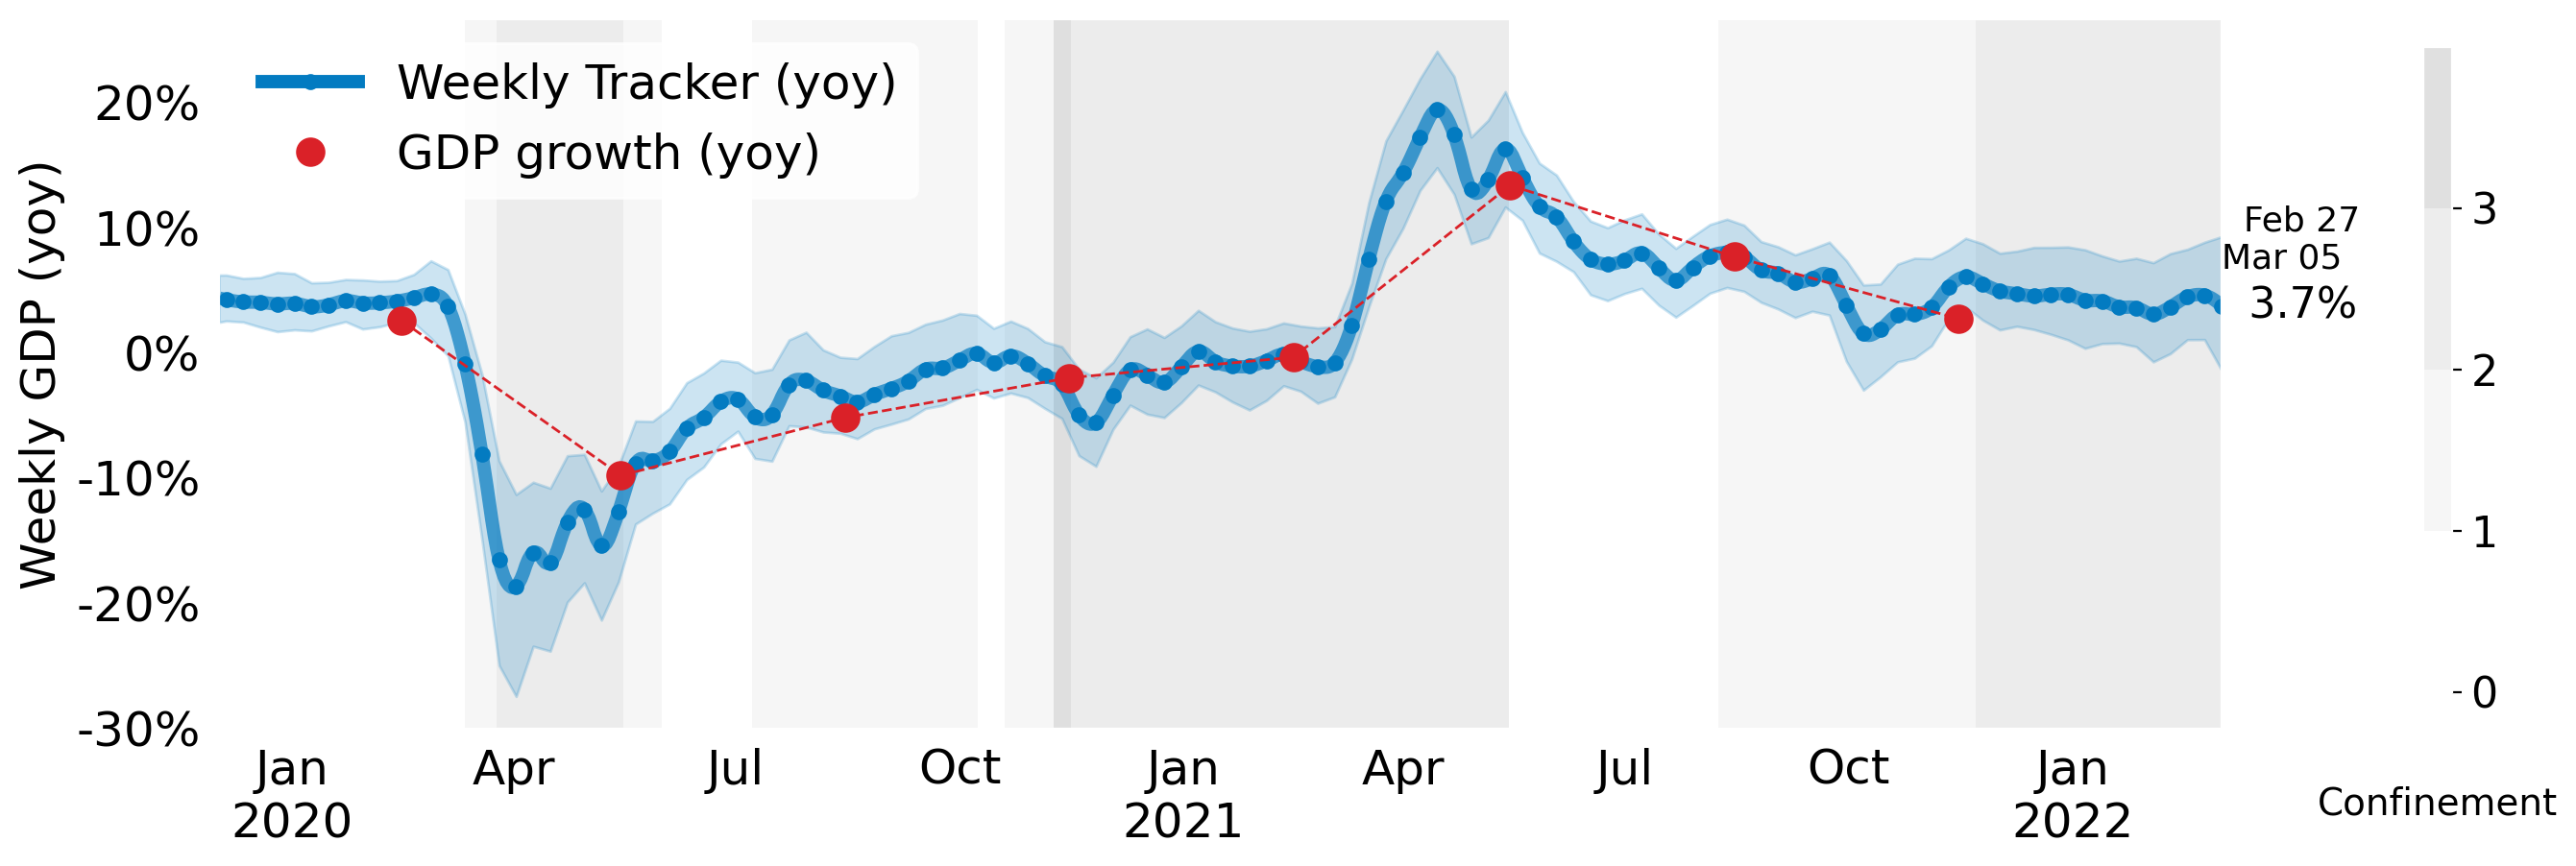 Weekly Tracker (yoy)
GDP growth (yoy)
Weekly GDP (yoy)
20%
10%
0%
-10%
-20%
-30%
Jan
2020
Apr
Jul
Oct
Jan
2021
Apr
Jul
Oct
Jan
2022
Feb 27
Mar 05
3.7%
3
2
1
0
Confinement